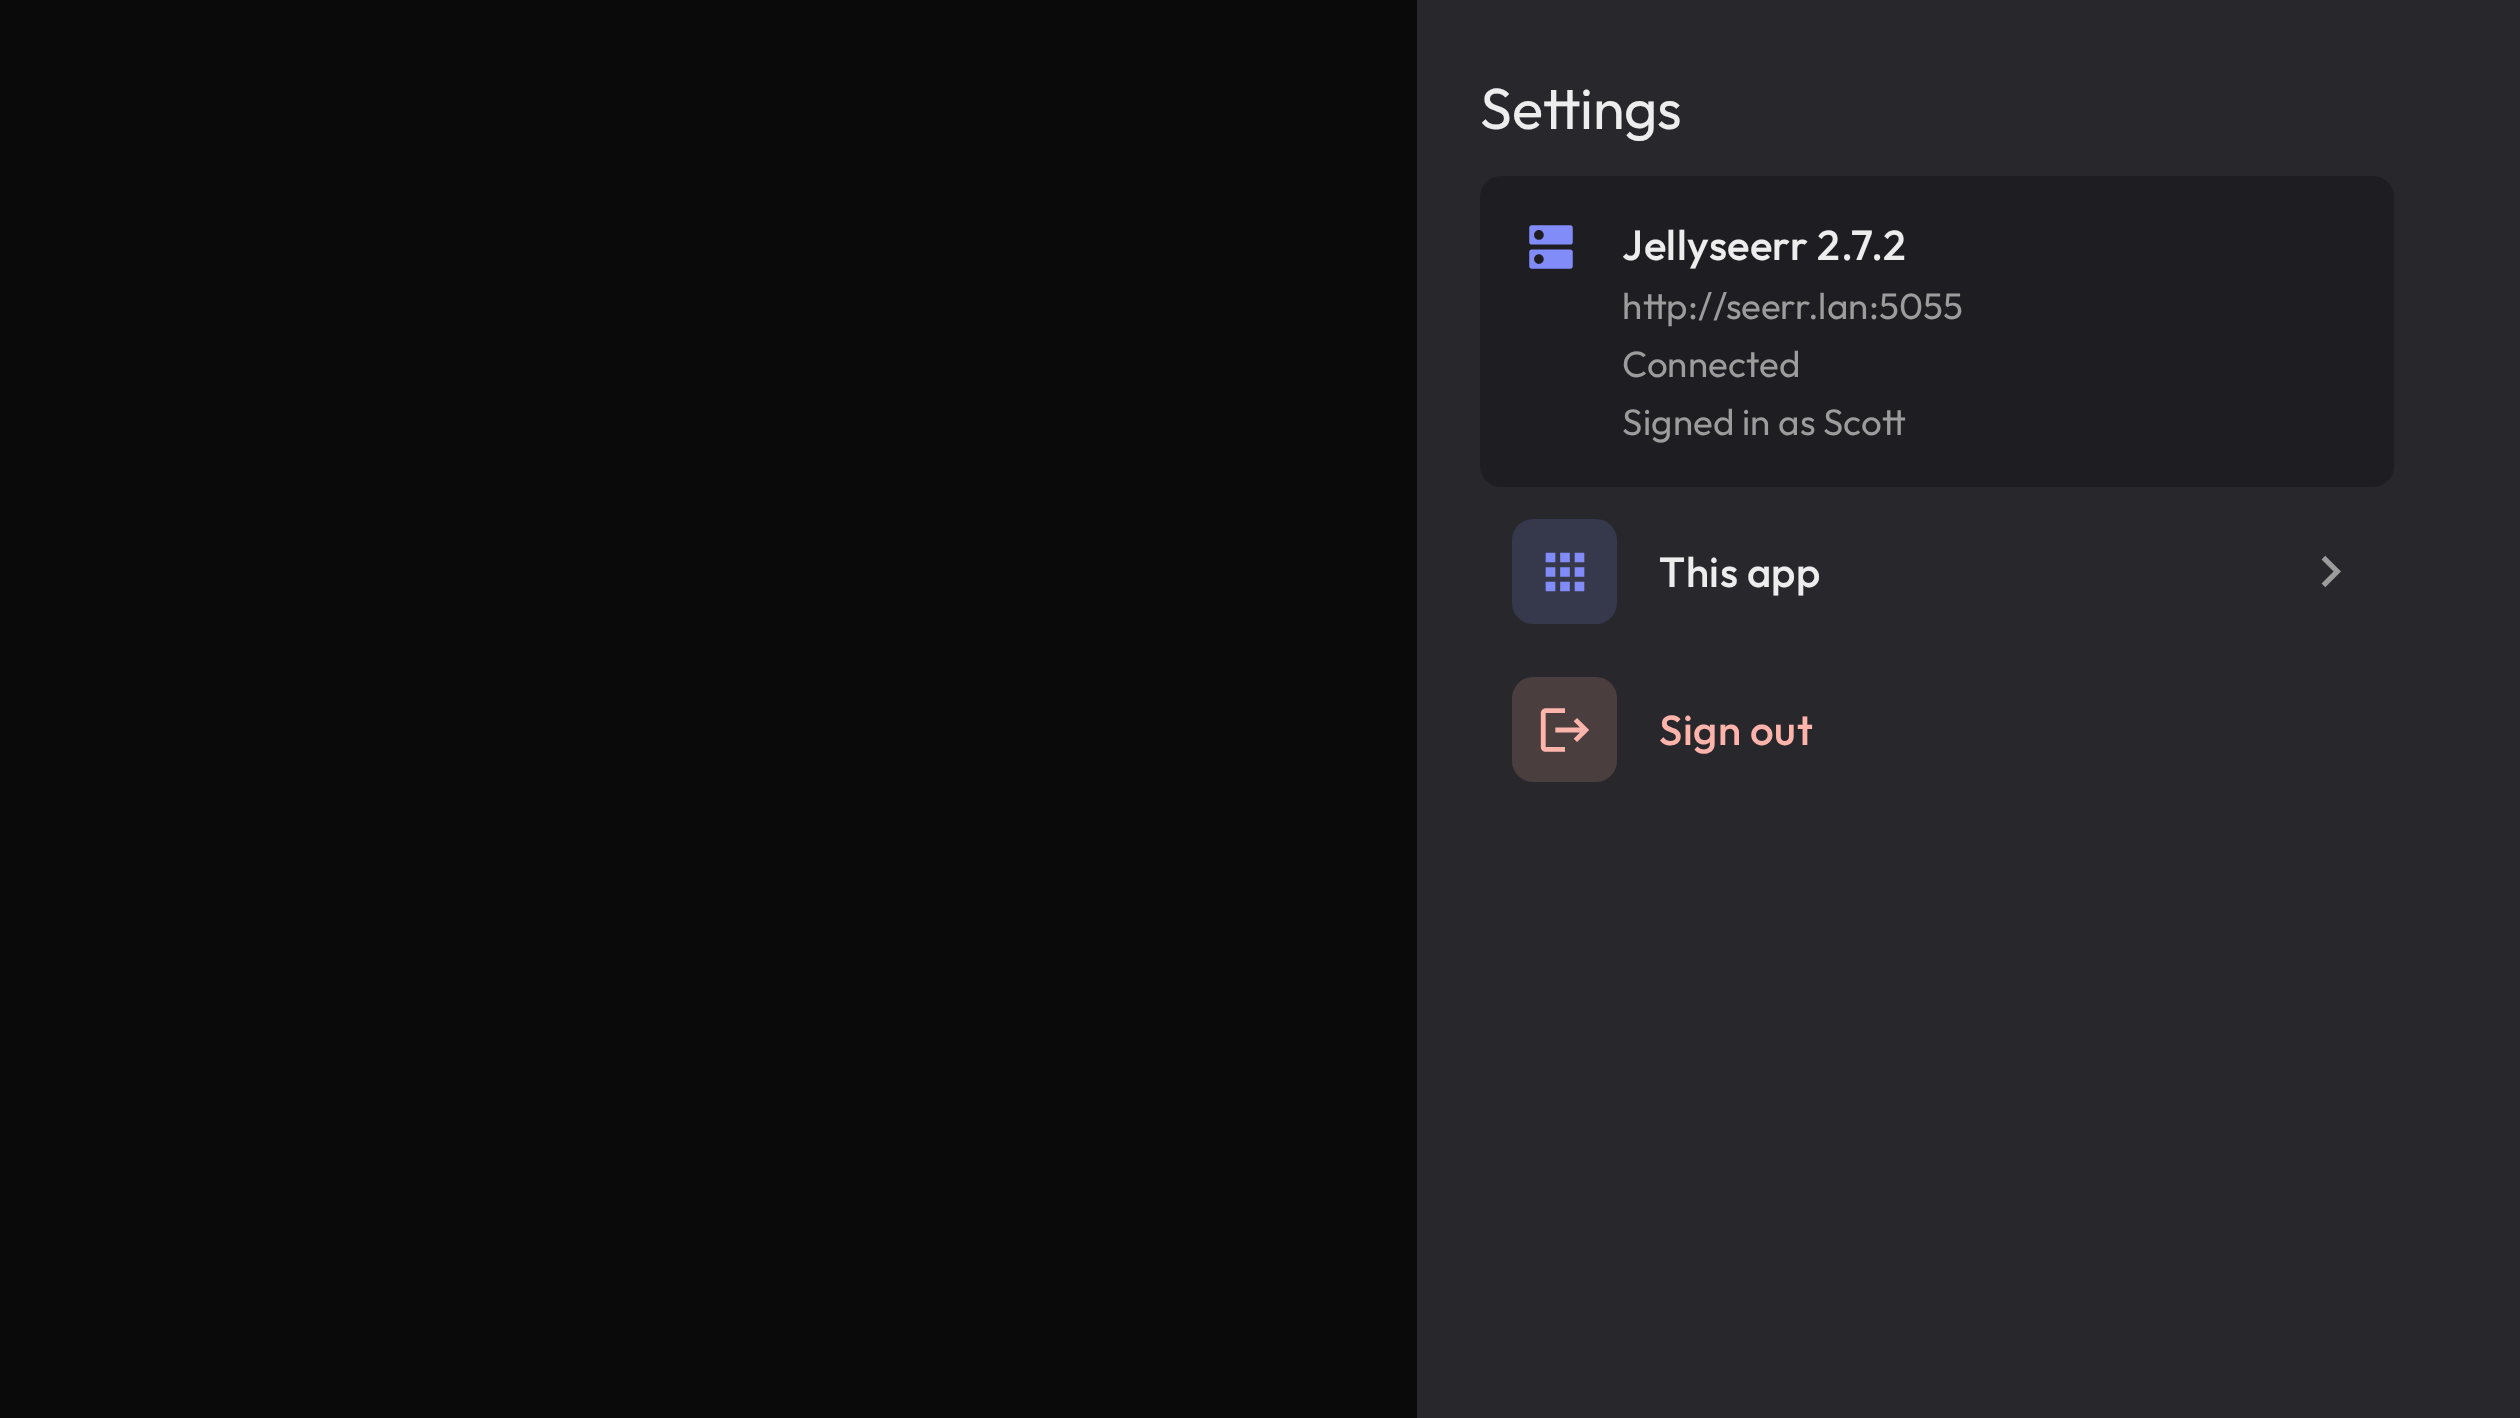 Settings
Jellyseerr 2.7.2
http://seerr.lan:5055
Connected
Signed in as Scott
This app
Sign out